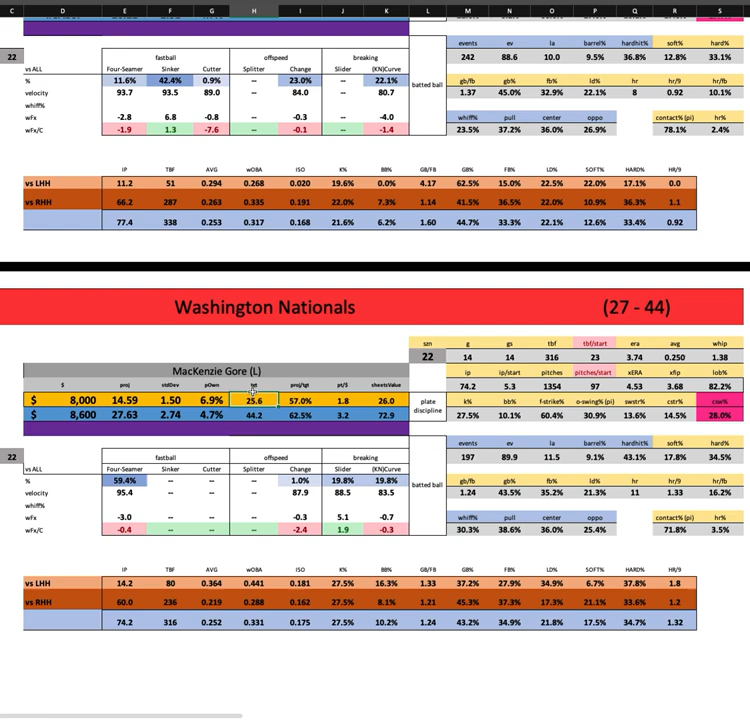 C D E F G H I J K L M N O P Q R S
events ev la barrel% hardhit% soft% hard%
22 fastball offspeed breaking 242 88.6 10.0 9.5% 36.8% 12.8% 33.1%
vs ALL Four-Seamer Sinker Cutter Splitter Change Slider (KN)Curve
% 11.6% 42.4% 0.9% -- 23.0% -- 22.1% batted ball gb/fb gb% fb% ld% hr hr/9 hr/fb
velocity 93.7 93.5 89.0 -- 84.0 -- 80.7 1.37 45.0% 32.9% 22.1% 8 0.92 10.1%
whiff%
wFx -2.8 6.8 -0.8 -- -0.3 -- -4.0 whiff% pull center oppo contact% (pi) hr%
wFx/C -1.9 1.3 -7.6 -- -0.1 -- -1.4 23.5% 37.2% 36.0% 26.9% 78.1% 2.4%
IP TBF AVG wOBA ISO K% BB% GB/FB GB% FB% LD% SOFT% HARD% HR/9
vs LHH 11.2 51 0.294 0.268 0.020 19.6% 0.0% 4.17 62.5% 15.0% 22.5% 22.0% 17.1% 0.0
vs RHH 66.2 287 0.263 0.335 0.191 22.0% 7.3% 1.14 41.5% 36.5% 22.0% 10.9% 36.3% 1.1
77.4 338 0.253 0.317 0.168 21.6% 6.2% 1.60 44.7% 33.3% 22.1% 12.6% 33.4% 0.92
Washington Nationals (27 - 44)
szn g gs tbf tbf/start era avg whip
22 14 14 316 23 3.74 0.250 1.38
MacKenzie Gore (L) ip ip/start pitches pitches/start xERA xfip lob%
$ proj stdDev pOwn tgt proj/tgt pt/$ sheetsValue 74.2 5.3 1354 97 4.53 3.68 82.2%
$ 8,000 14.59 1.50 6.9% 25.6 57.0% 1.8 26.0 plate discipline k% bb% f-strike% o-swing% (pi) swstr% cstr% csw%
$ 8,600 27.63 2.74 4.7% 44.2 62.5% 3.2 72.9 27.5% 10.1% 60.4% 30.9% 13.6% 14.5% 28.0%
events ev la barrel% hardhit% soft% hard%
22 fastball offspeed breaking 197 89.9 11.5 9.1% 43.1% 17.8% 34.5%
vs ALL Four-Seamer Sinker Cutter Splitter Change Slider (KN)Curve
% 59.4% -- -- -- 1.0% 19.8% 19.8% batted ball gb/fb gb% fb% ld% hr hr/9 hr/fb
velocity 95.4 -- -- -- 87.9 88.5 83.5 1.24 43.5% 35.2% 21.3% 11 1.33 16.2%
whiff%
wFx -3.0 -- -- -- -0.3 5.1 -0.7 whiff% pull center oppo contact% (pi) hr%
wFx/C -0.4 -- -- -- -2.4 1.9 -0.3 30.3% 38.6% 36.0% 25.4% 71.8% 3.5%
IP TBF AVG wOBA ISO K% BB% GB/FB GB% FB% LD% SOFT% HARD% HR/9
vs LHH 14.2 80 0.364 0.441 0.181 27.5% 16.3% 1.33 37.2% 27.9% 34.9% 6.7% 37.8% 1.8
vs RHH 60.0 236 0.219 0.288 0.162 27.5% 8.1% 1.21 45.3% 37.3% 17.3% 21.1% 33.6% 1.2
74.2 316 0.252 0.331 0.175 27.5% 10.2% 1.24 43.2% 34.9% 21.8% 17.5% 34.7% 1.32